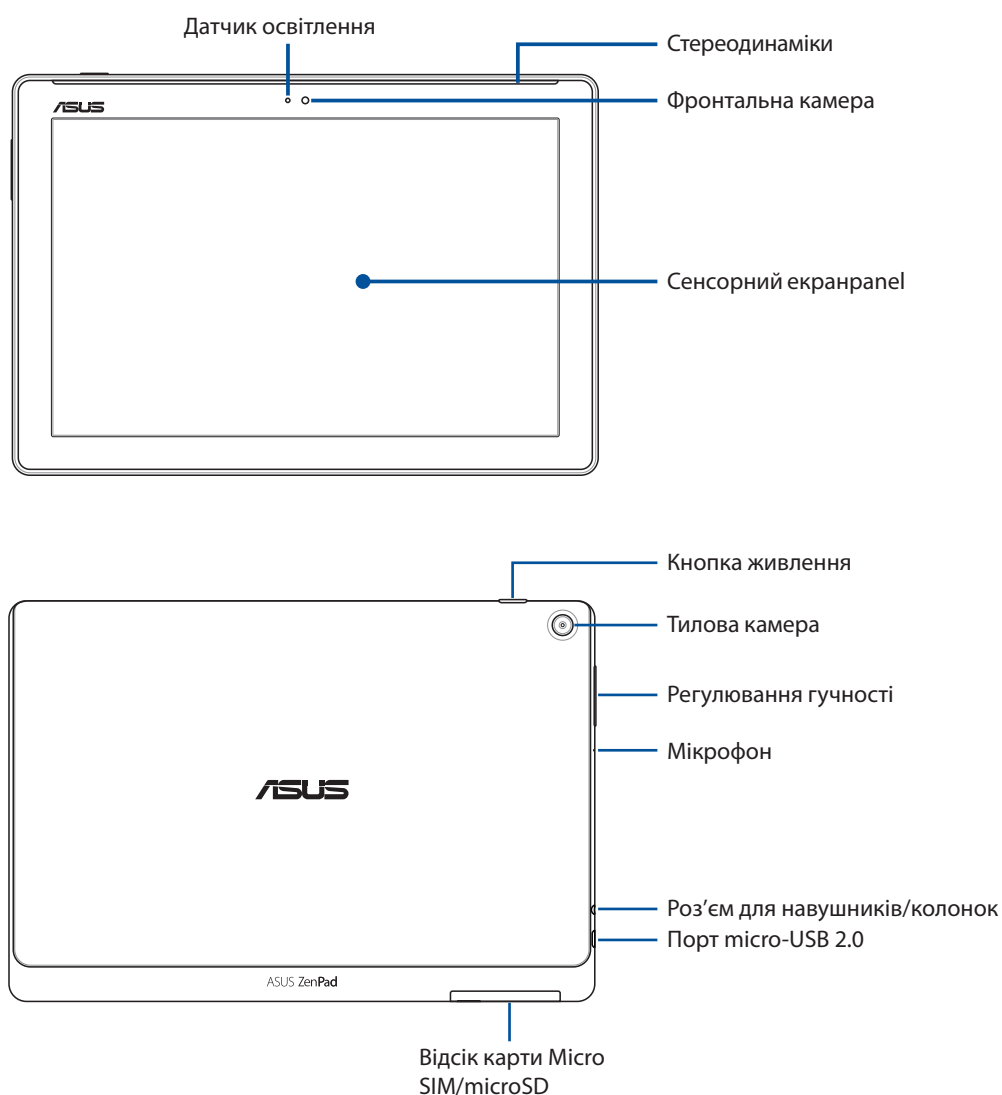 Датчик освітлення
Стереодинаміки
Фронтальна камера
ASUS
Сенсорний екранpanel
Кнопка живлення
Тилова камера
Регулювання гучності
Мікрофон
ASUS
Роз’єм для навушників/колонок
Порт micro-USB 2.0
ASUS ZenPad
Відсік карти Micro
SIM/microSD